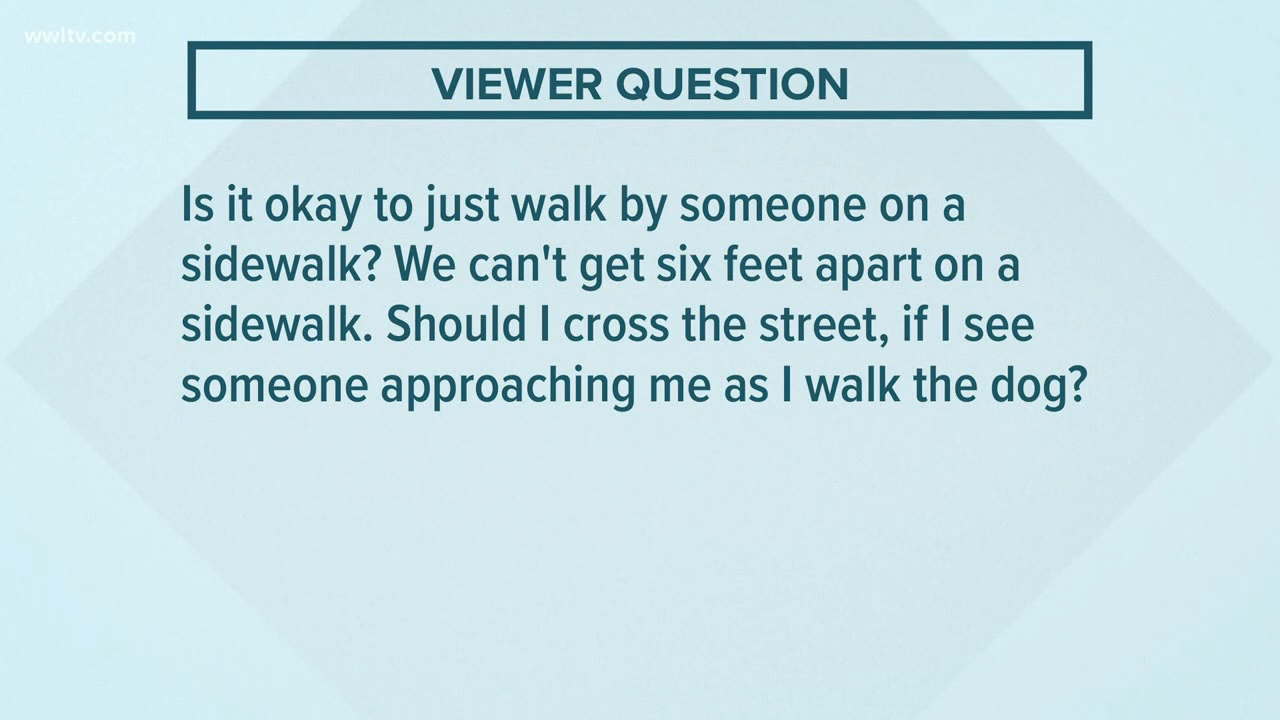 wwltv.com
VIEWER QUESTION
Is it okay to just walk by someone on a
sidewalk? We can't get six feet apart on a
sidewalk. Should I cross the street, if I see
someone approaching me as I walk the dog?